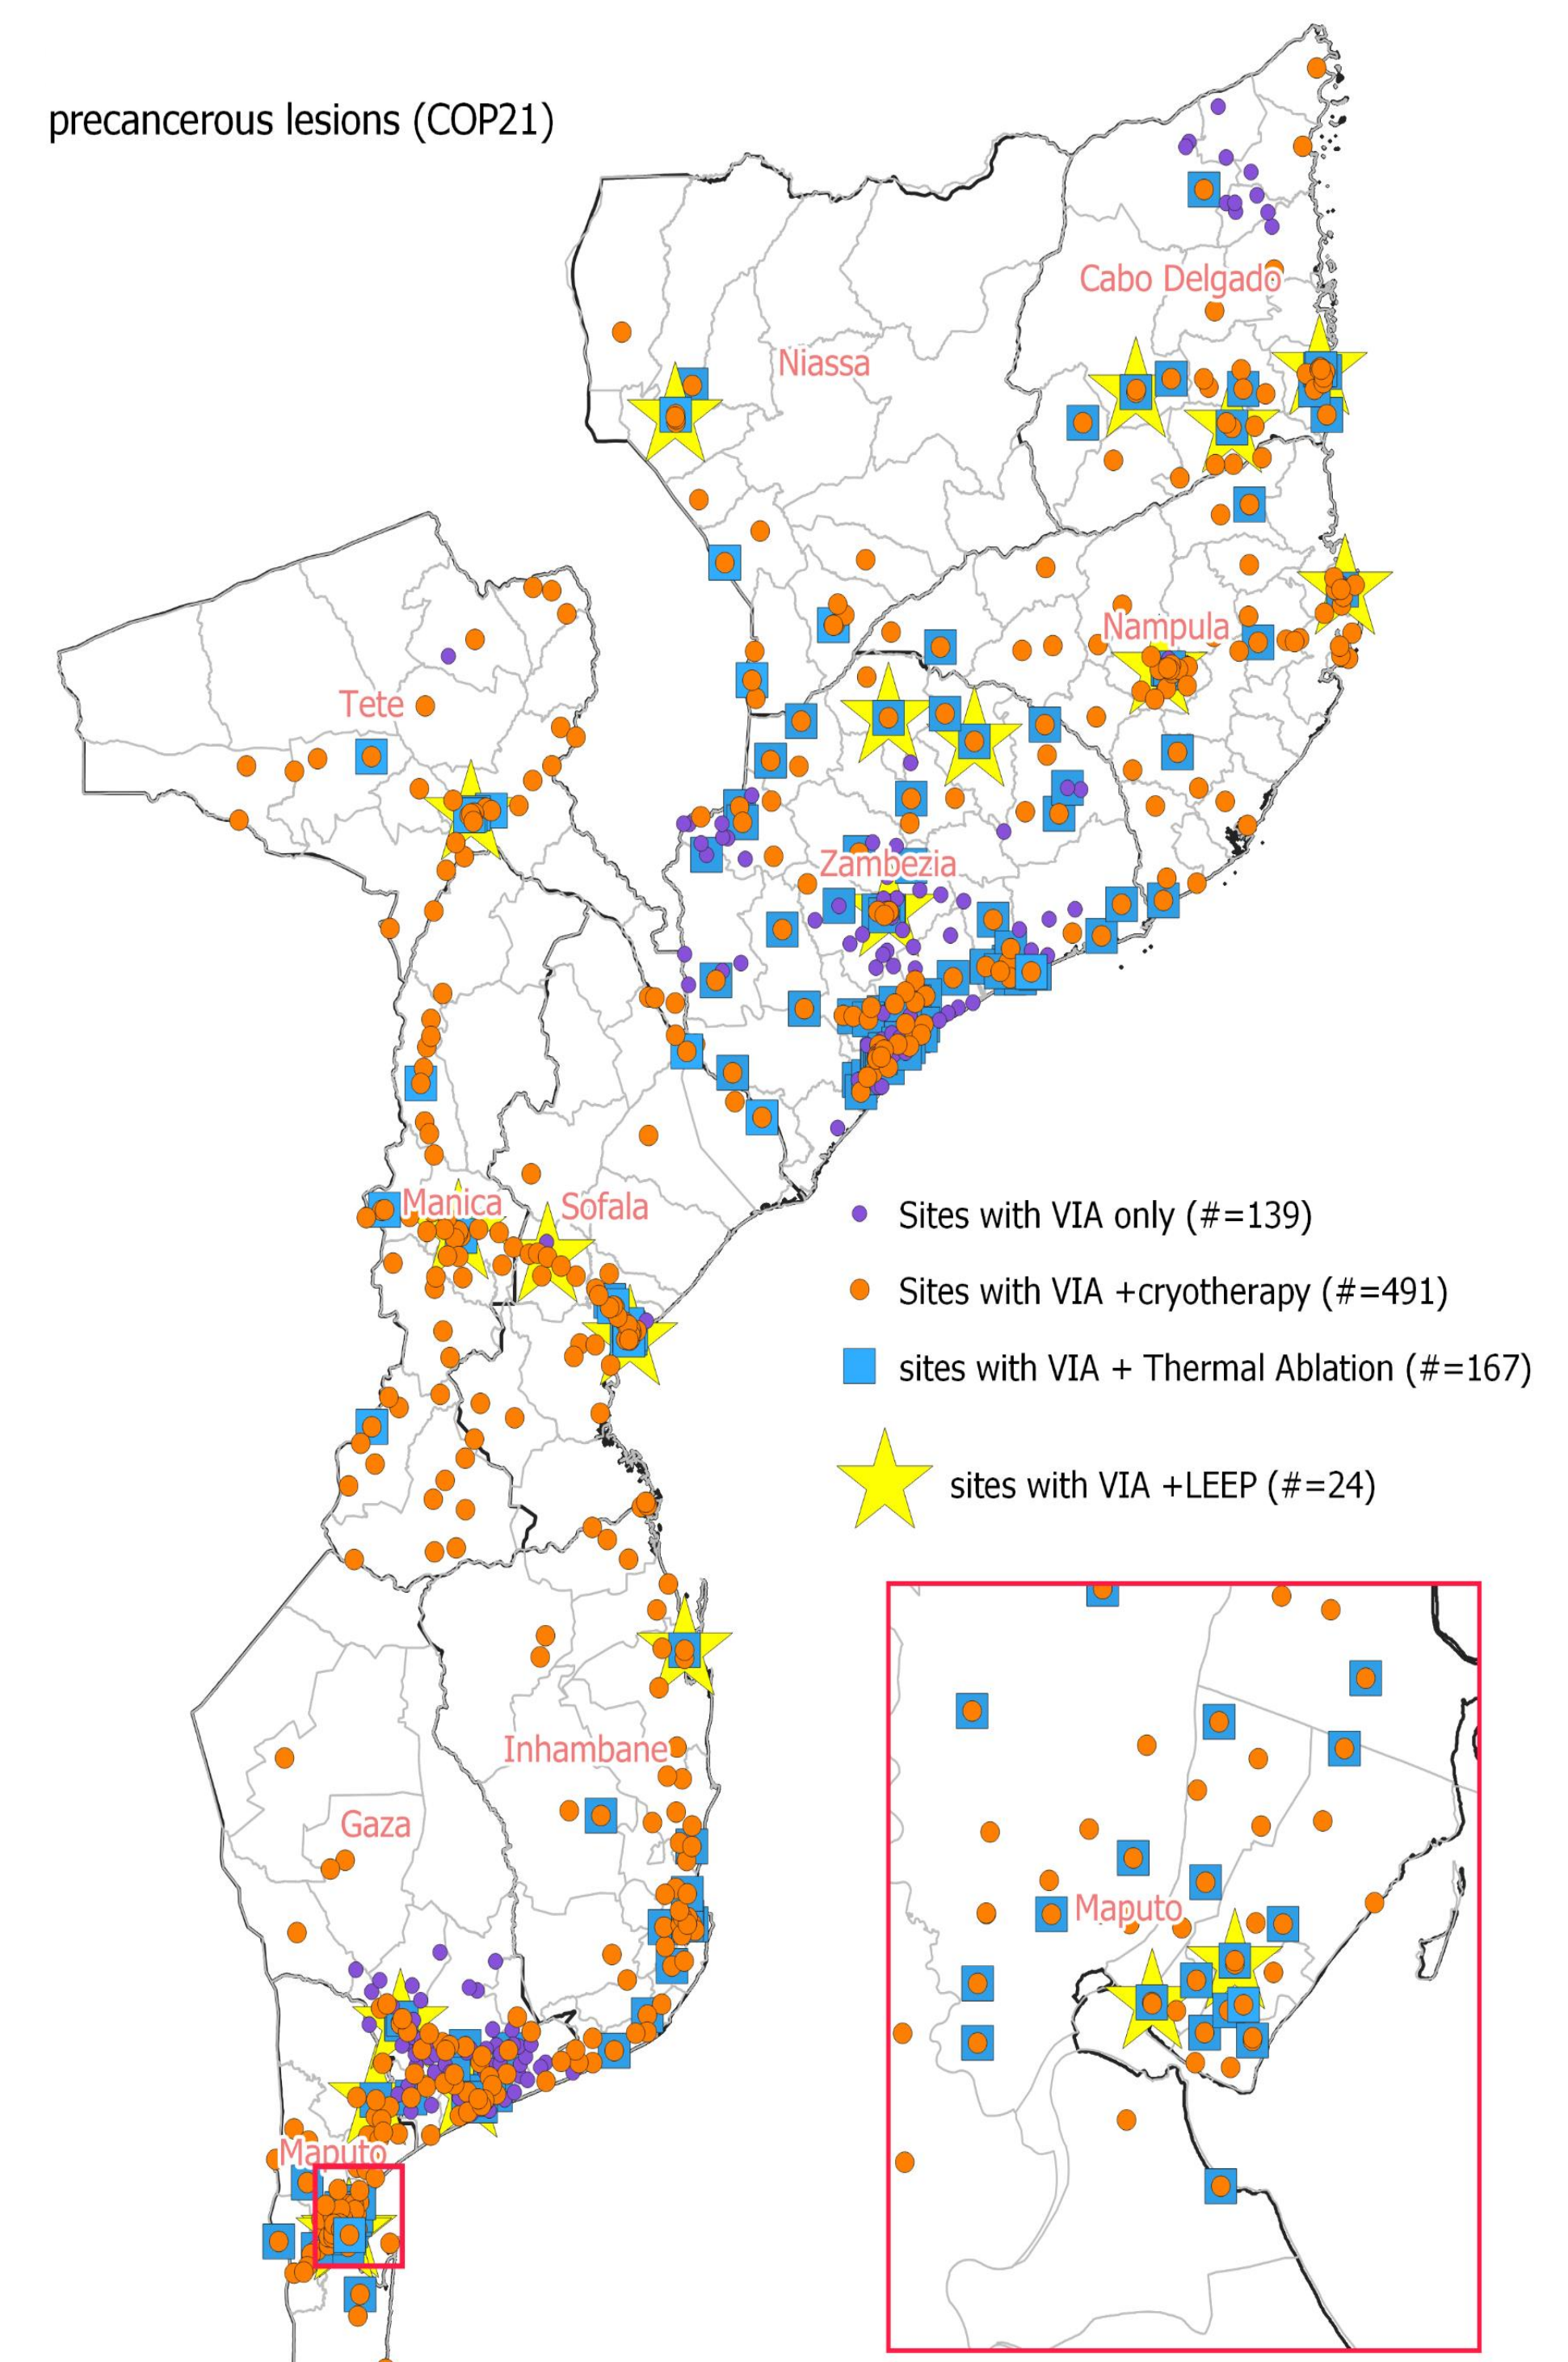 precancerous lesions (COP21)
Cabo Delgado
Niassa
Nampula
Tete
Zambezia
Manica
Sofala
Sites with VIA only (#=139)
Sites with VIA +cryotherapy (#=491)
sites with VIA + Thermal Ablation (#=167)
sites with VIA +LEEP (#=24)
Inhambane
Gaza
Maputo
Maputo